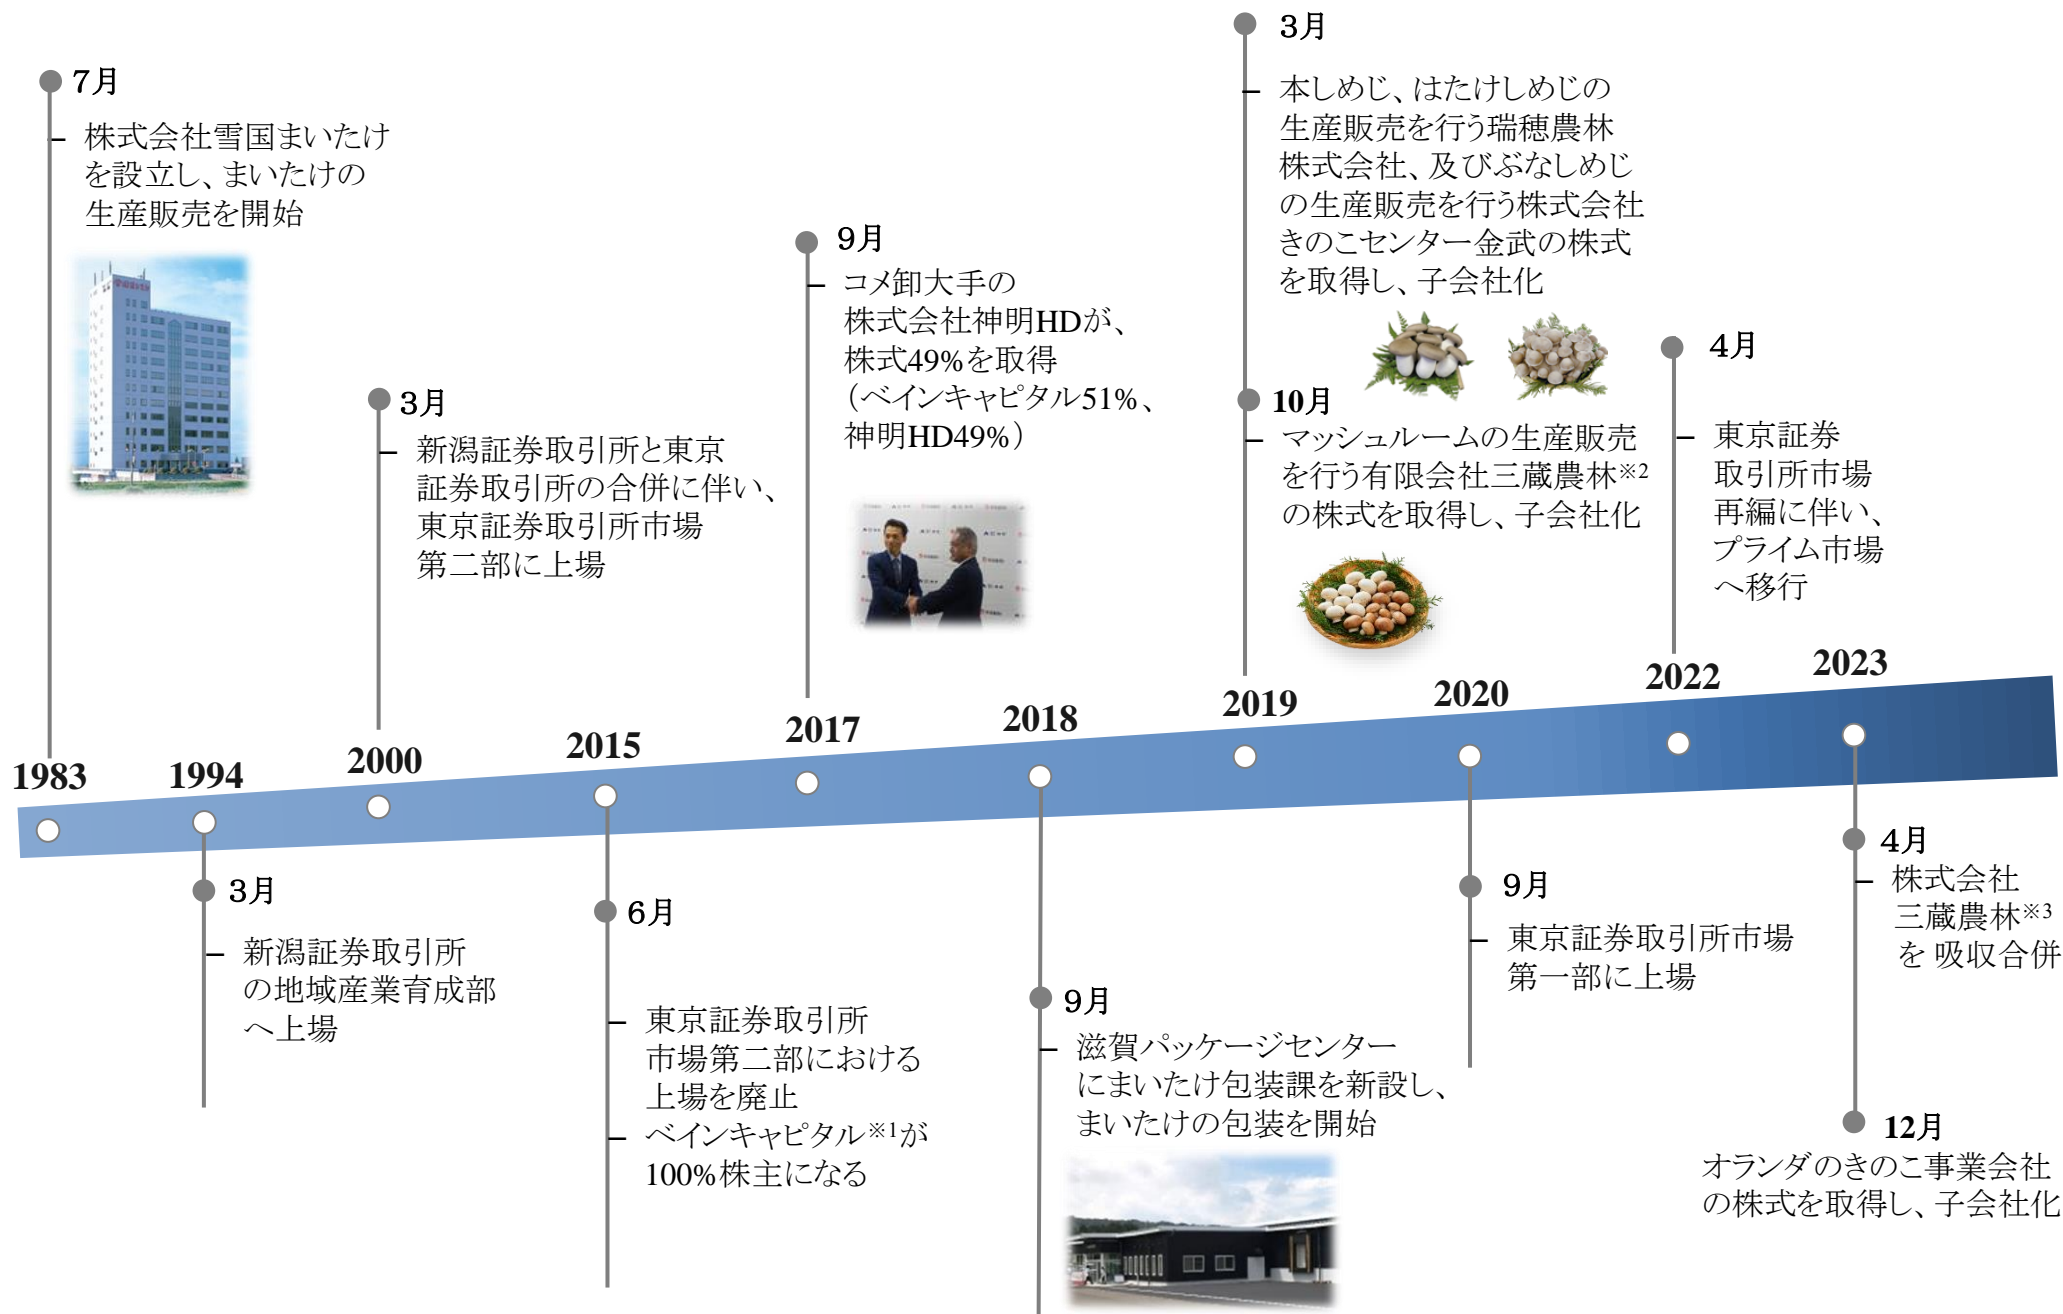 7月
– 株式会社雪国まいたけ
を設立し、まいたけの
生産販売を開始
3月
– 新潟証券取引所と東京
証券取引所の合併に伴い、
東京証券取引所市場
第二部に上場
9月
– コメ卸大手の
株式会社神明HDが、
株式49%を取得
（ベインキャピタル51%、
神明HD49%）
3月
– 本しめじ、はたけしめじの
生産販売を行う瑞穂農林
株式会社、及びぶなしめじ
の生産販売を行う株式会社
きのこセンター金武の株式
を取得し、子会社化
10月
– マッシュルームの生産販売
を行う有限会社三蔵農林※2
の株式を取得し、子会社化
4月
– 東京証券
取引所市場
再編に伴い、
プライム市場
へ移行
1983
1994
2000
2015
2017
2018
2019
2020
2022
2023
3月
– 新潟証券取引所
の地域産業育成部
へ上場
6月
– 東京証券取引所
市場第二部における
上場を廃止
– ベインキャピタル※1が
100%株主になる
9月
– 滋賀パッケージセンター
にまいたけ包装課を新設し、
まいたけの包装を開始
9月
– 東京証券取引所市場
第一部に上場
4月
– 株式会社
三蔵農林※3
を 吸収合併
12月
オランダのきのこ事業会社
の株式を取得し、子会社化